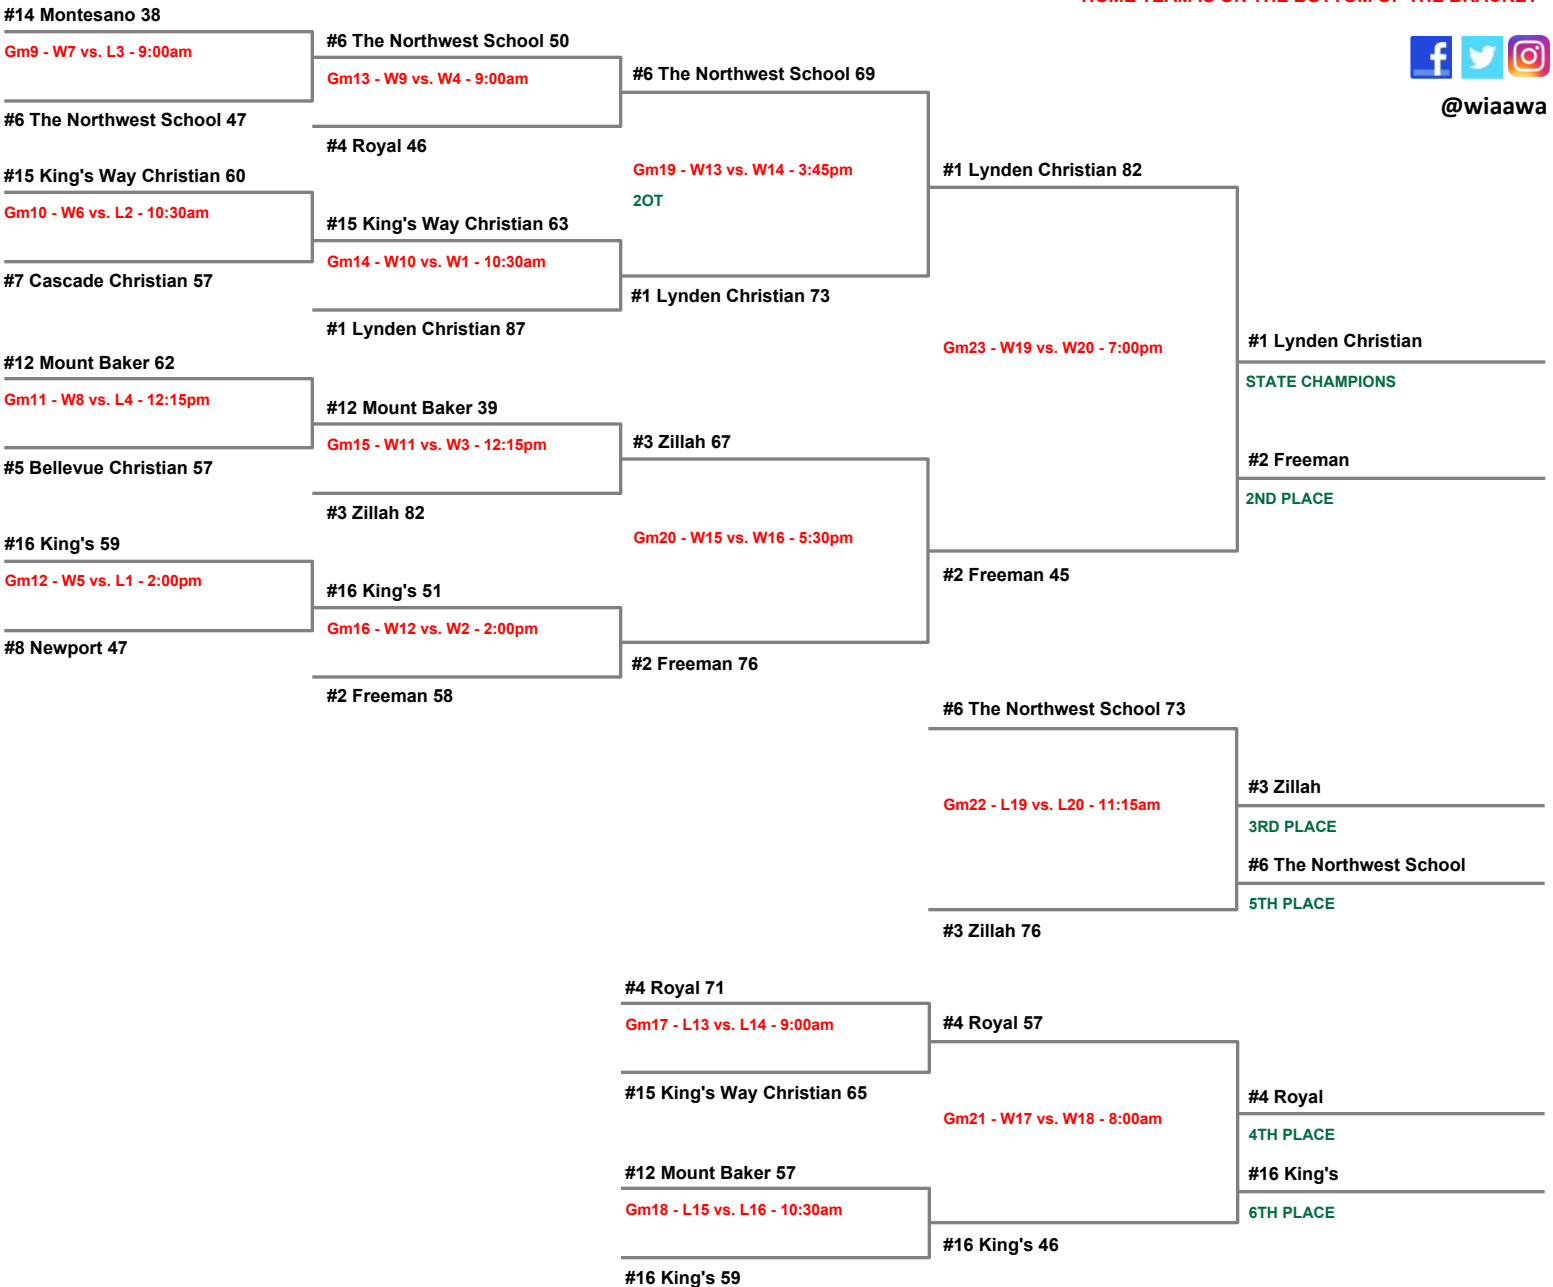 HOME TEAM IS ON THE BOTTOM OF THE BRACKET
@wiaawa
#14 Montesano 38
Gm9 - W7 vs. L3 - 9:00am
#6 The Northwest School 47
#15 King's Way Christian 60
Gm10 - W6 vs. L2 - 10:30am
#7 Cascade Christian 57
#12 Mount Baker 62
Gm11 - W8 vs. L4 - 12:15pm
#5 Bellevue Christian 57
#16 King's 59
Gm12 - W5 vs. L1 - 2:00pm
#8 Newport 47
#6 The Northwest School 50
Gm13 - W9 vs. W4 - 9:00am
#4 Royal 46
#15 King's Way Christian 63
Gm14 - W10 vs. W1 - 10:30am
#1 Lynden Christian 87
#12 Mount Baker 39
Gm15 - W11 vs. W3 - 12:15pm
#3 Zillah 82
#16 King's 51
Gm16 - W12 vs. W2 - 2:00pm
#2 Freeman 58
#6 The Northwest School 69
Gm19 - W13 vs. W14 - 3:45pm
2OT
#1 Lynden Christian 73
#3 Zillah 67
Gm20 - W15 vs. W16 - 5:30pm
#2 Freeman 76
#1 Lynden Christian 82
Gm23 - W19 vs. W20 - 7:00pm
#2 Freeman 45
#1 Lynden Christian
STATE CHAMPIONS
#2 Freeman
2ND PLACE
#6 The Northwest School 73
Gm22 - L19 vs. L20 - 11:15am
#3 Zillah 76
#3 Zillah
3RD PLACE
#6 The Northwest School
5TH PLACE
#4 Royal 71
Gm17 - L13 vs. L14 - 9:00am
#15 King's Way Christian 65
#12 Mount Baker 57
Gm18 - L15 vs. L16 - 10:30am
#16 King's 59
#4 Royal 57
Gm21 - W17 vs. W18 - 8:00am
#16 King's 46
#4 Royal
4TH PLACE
#16 King's
6TH PLACE